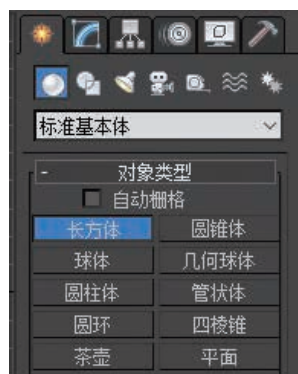 标准基本体
- 对象类型
自动栅格
长方体 圆锥体
球体 几何球体
圆柱体 管状体
圆环 四棱锥
茶壶 平面